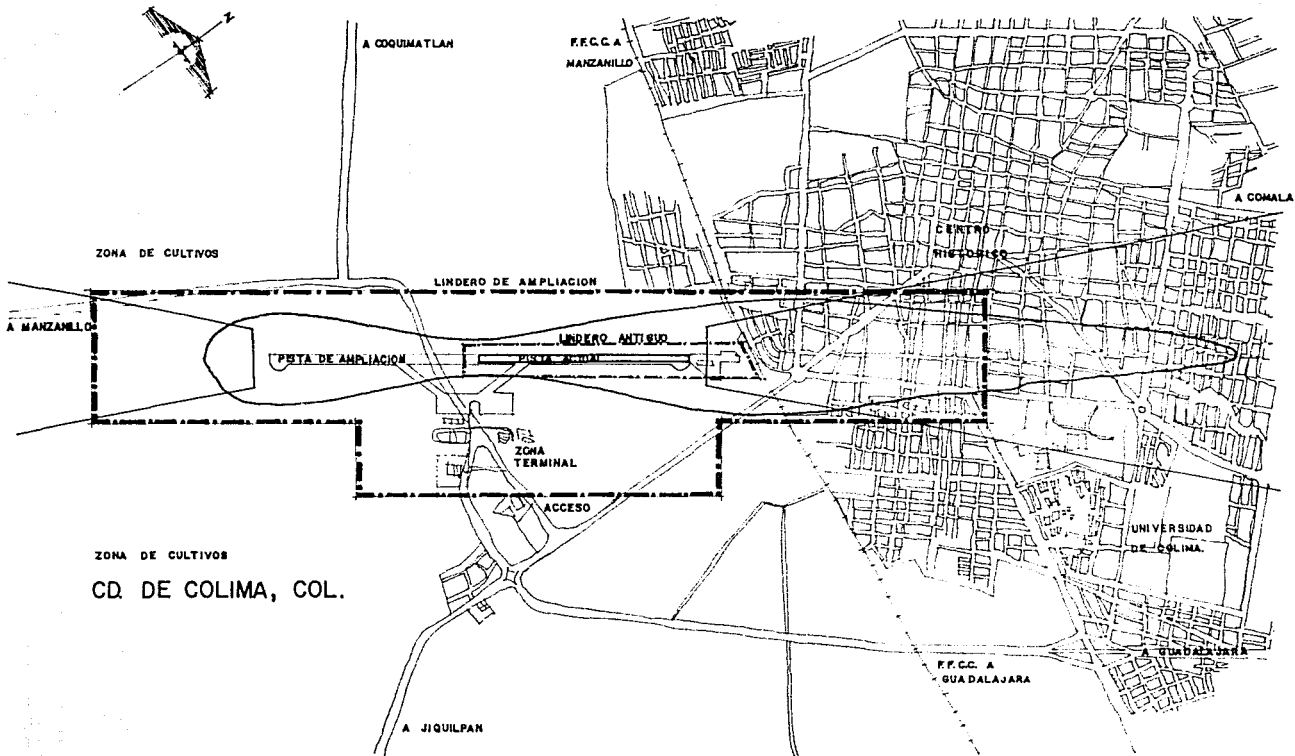 N
A COQUIMATLAN
F.F.C.C. A
MANZANILLO
A COMALA
CENTRO
HISTORICO
ZONA DE CULTIVOS
LINDERO DE AMPLIACION
A MANZANILLO
LINDERO ANTIGUO
PISTA DE AMPLIACION
PISTA ACTUAL
ZONA
TERMINAL
ACCESO
UNIVERSIDAD
DE COLIMA.
ZONA DE CULTIVOS
CD. DE COLIMA, COL.
A GUADALAJARA
F.F.C.C. A
GUADALAJARA
A JIQUILPAN